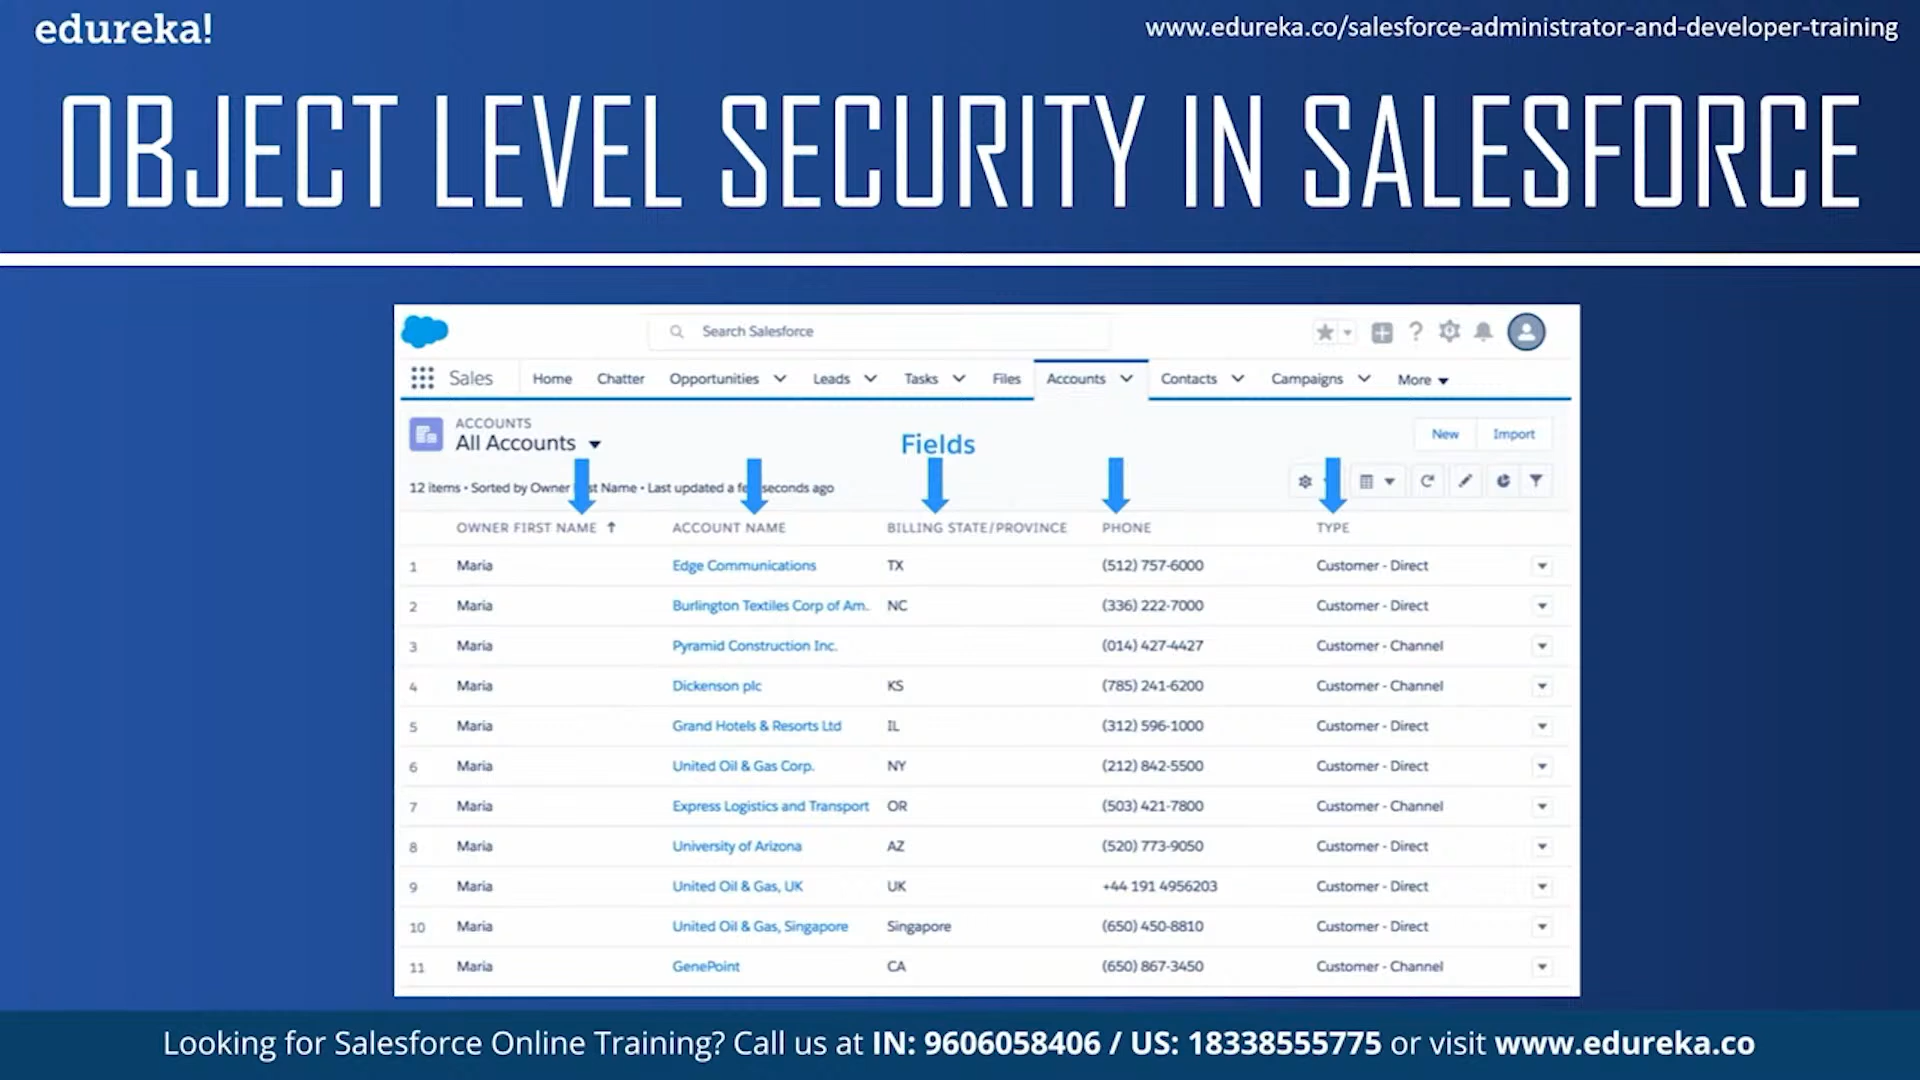 edureka!
www.edureka.co/salesforce-administrator-and-developer-training
OBJECT LEVEL SECURITY IN SALESFORCE
Search Salesforce
Sales Home Chatter Opportunities Leads Tasks Files Accounts Contacts Campaigns More
ACCOUNTS
All Accounts
Fields
New Import
12 items • Sorted by Owner st Name • Last updated a fe seconds ago
OWNER FIRST NAME ↑ ACCOUNT NAME BILLING STATE/PROVINCE PHONE TYPE
1 Maria Edge Communications TX (512) 757-6000 Customer - Direct
2 Maria Burlington Textiles Corp of Am.. NC (336) 222-7000 Customer - Direct
3 Maria Pyramid Construction Inc. (014) 427-4427 Customer - Channel
4 Maria Dickenson plc KS (785) 241-6200 Customer - Channel
5 Maria Grand Hotels & Resorts Ltd IL (312) 596-1000 Customer - Direct
6 Maria United Oil & Gas Corp. NY (212) 842-5500 Customer - Direct
7 Maria Express Logistics and Transport OR (503) 421-7800 Customer - Channel
8 Maria University of Arizona AZ (520) 773-9050 Customer - Direct
9 Maria United Oil & Gas, UK UK +44 191 4956203 Customer - Direct
10 Maria United Oil & Gas, Singapore Singapore (650) 450-8810 Customer - Direct
11 Maria GenePoint CA (650) 867-3450 Customer - Channel
Looking for Salesforce Online Training? Call us at IN: 9606058406 / US: 18338555775 or visit www.edureka.co